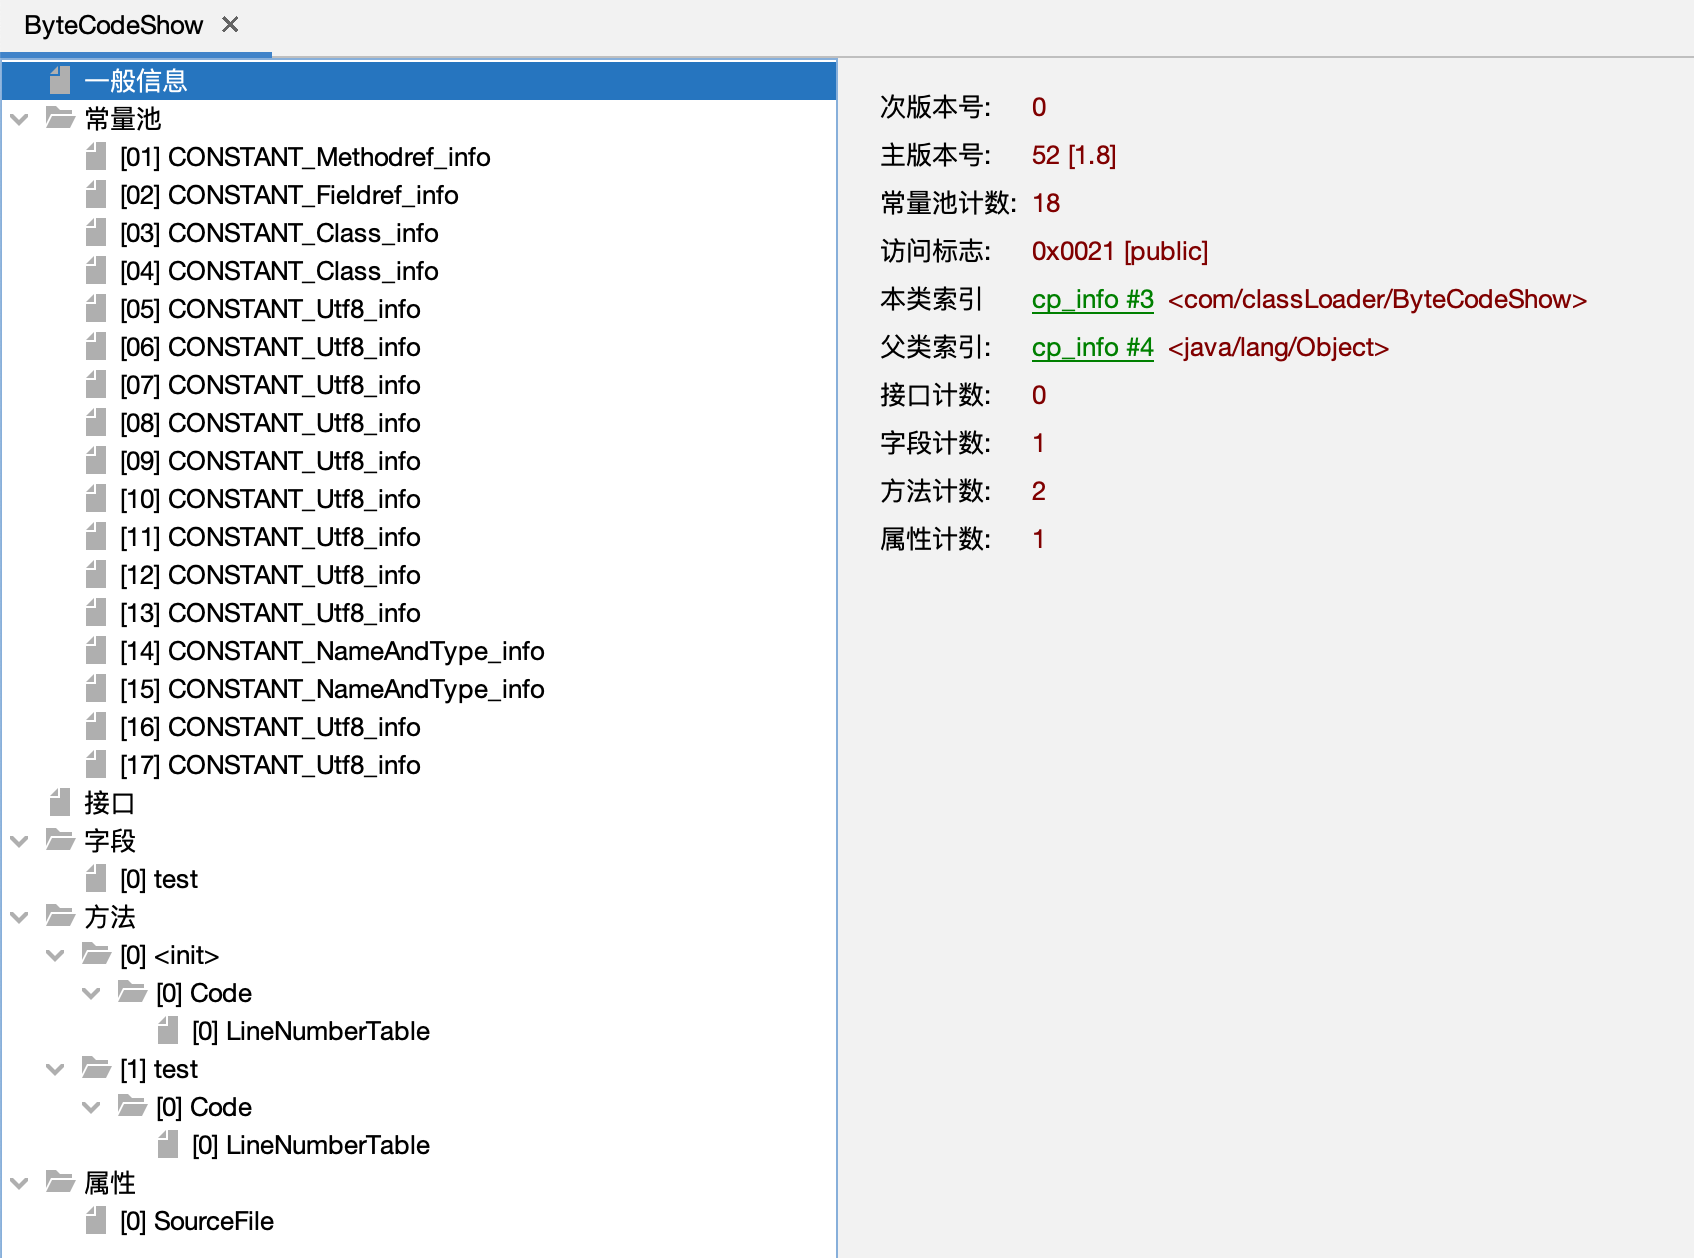 ByteCodeShow
一般信息
常量池
[01] CONSTANT_Methodref_info
[02] CONSTANT_Fieldref_info
[03] CONSTANT_Class_info
[04] CONSTANT_Class_info
[05] CONSTANT_Utf8_info
[06] CONSTANT_Utf8_info
[07] CONSTANT_Utf8_info
[08] CONSTANT_Utf8_info
[09] CONSTANT_Utf8_info
[10] CONSTANT_Utf8_info
[11] CONSTANT_Utf8_info
[12] CONSTANT_Utf8_info
[13] CONSTANT_Utf8_info
[14] CONSTANT_NameAndType_info
[15] CONSTANT_NameAndType_info
[16] CONSTANT_Utf8_info
[17] CONSTANT_Utf8_info
接口
字段
[0] test
方法
[0] <init>
[0] Code
[0] LineNumberTable
[1] test
[0] Code
[0] LineNumberTable
属性
[0] SourceFile
次版本号: 0
主版本号: 52 [1.8]
常量池计数: 18
访问标志: 0x0021 [public]
本类索引 cp_info #3 <com/classLoader/ByteCodeShow>
父类索引: cp_info #4 <java/lang/Object>
接口计数: 0
字段计数: 1
方法计数: 2
属性计数: 1